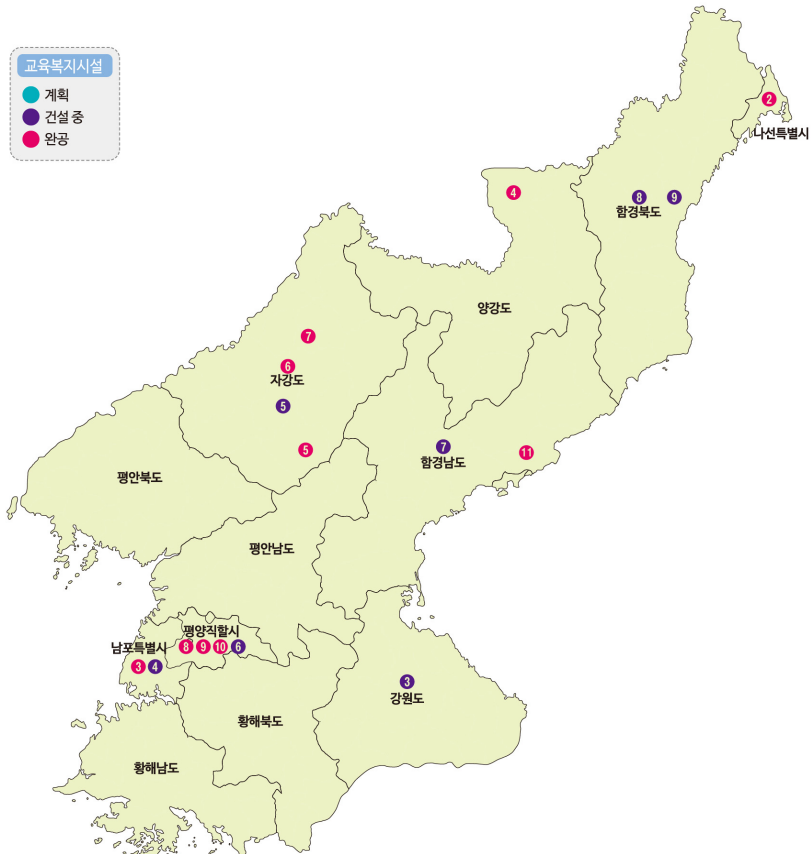 교육복지시설
계획
건설 중
완공
2
나선특별시
4
8 9
함경북도
양강도
7
6
자강도
5
5
7
함경남도
11
평안북도
평안남도
평양직할시
8 9 10 6
남포특별시
3 4
3
강원도
황해북도
황해남도